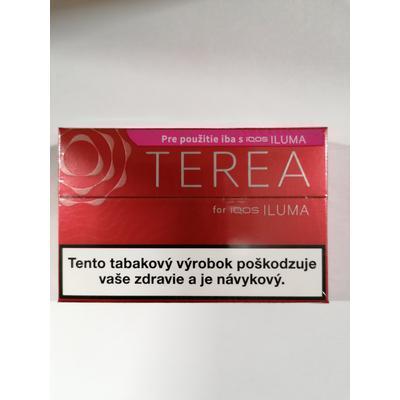 Pre použitie iba s IQOS ILUMA
TEREA
for IQOS ILUMA
Tento tabakový výrobok poškodzuje
vaše zdravie a je návykový.